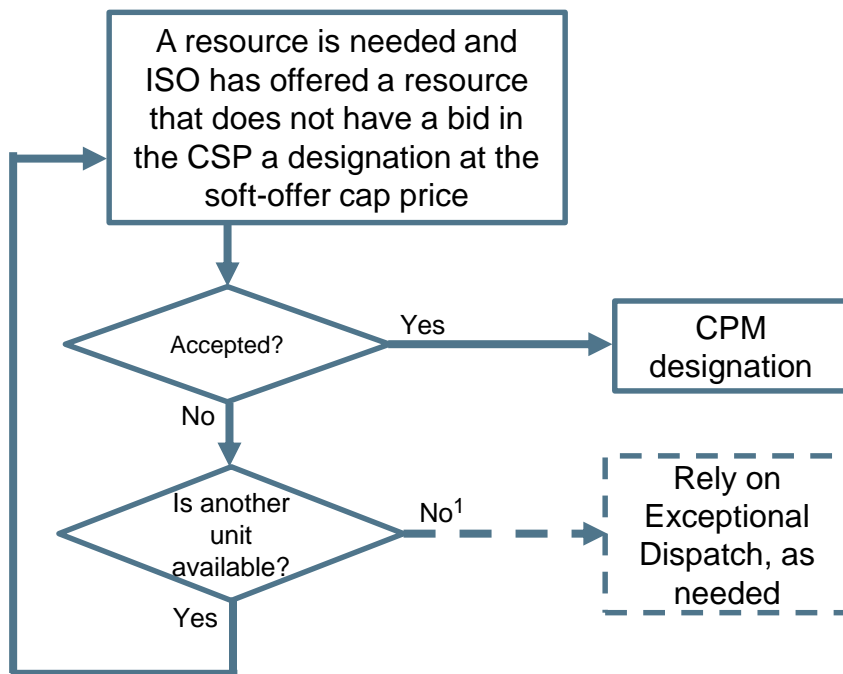 A resource is needed and
ISO has offered a resource
that does not have a bid in
the CSP a designation at the
soft-offer cap price
Accepted?
Yes
CPM
designation
No
Is another
unit
available?
No¹
Rely on
Exceptional
Dispatch, as
needed
Yes